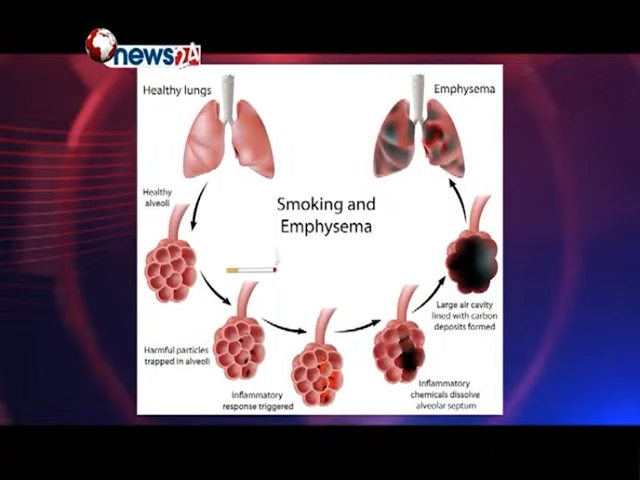 news24
Healthy lungs
Emphysema
Healthy
alveoli
Smoking and
Emphysema
Harmful particles
trapped in alveoli
Inflammatory
response triggered
Inflammatory
chemicals dissolve
alveolar septum
Large air cavity
lined with carbon
deposits formed